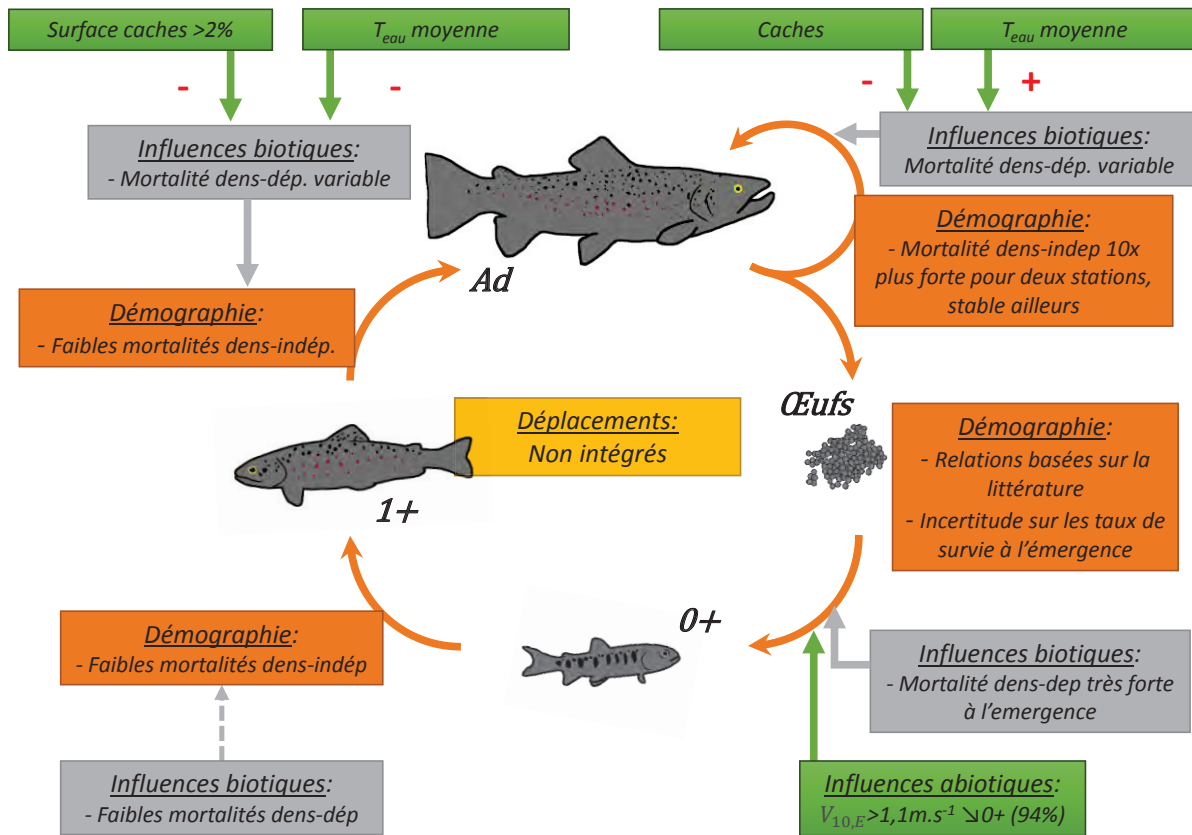 Surface caches >2%
T_eau moyenne
Caches
T_eau moyenne
-
-
-
+
Influences biotiques:
- Mortalité dens-dép. variable
Influences biotiques:
Mortalité dens-dép. variable
Démographie:
- Mortalité dens-indep 10x
plus forte pour deux stations,
stable ailleurs
Ad
Démographie:
- Faibles mortalités dens-indép.
Œufs
Déplacements:
Non intégrés
Démographie:
- Relations basées sur la
littérature
- Incertitude sur les taux de
survie à l'émergence
1+
0+
Démographie:
- Faibles mortalités dens-indép
Influences biotiques:
- Mortalité dens-dep très forte
à l'emergence
Influences biotiques:
- Faibles mortalités dens-dép
Influences abiotiques:
V₁₀,E>1,1m.s⁻¹ ↘0+ (94%)